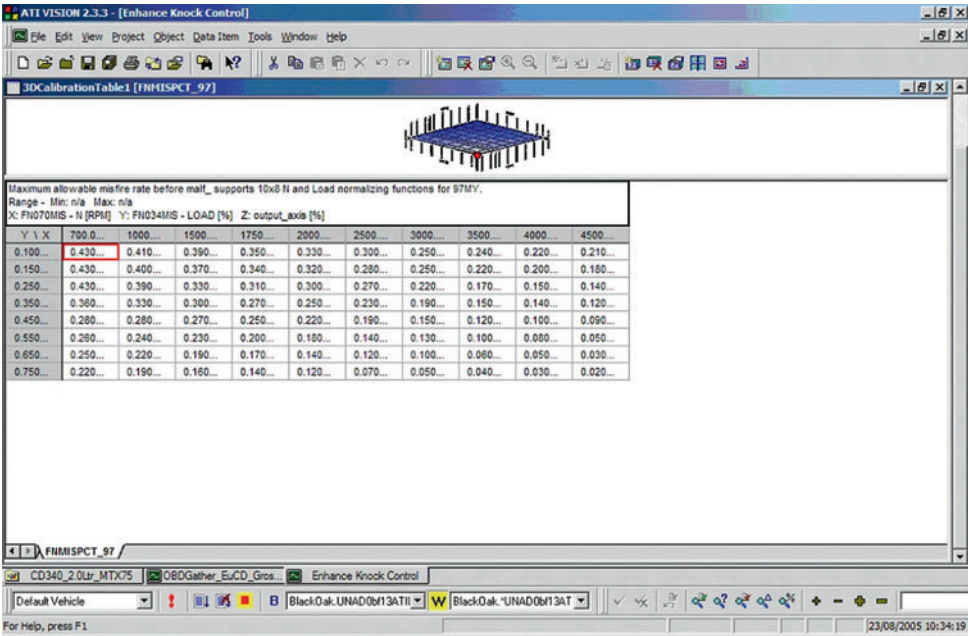 ATI VISION 2.3.3 - [Enhance Knock Control]
File Edit View Project Object Data Item Tools Window Help
3DCalibrationTable1 [FNMISPCT_97]
Maximum allowable misfire rate before malf_ supports 10x8 N and Load normalizing functions for 97MY.
Range - Min: n/a Max: n/a
X: FN070MIS - N [RPM] Y: FN034MIS - LOAD [%] Z: output_axis [%]
Y \ X 700.0... 1000.... 1500.... 1750.... 2000.... 2500.... 3000.... 3500.... 4000.... 4500....
0.100... 0.430... 0.410... 0.390... 0.350... 0.330... 0.300... 0.250... 0.240... 0.220... 0.210...
0.150... 0.430... 0.400... 0.370... 0.340... 0.320... 0.280... 0.250... 0.220... 0.200... 0.180...
0.250... 0.430... 0.390... 0.330... 0.310... 0.300... 0.270... 0.220... 0.170... 0.150... 0.140...
0.350... 0.360... 0.330... 0.300... 0.270... 0.250... 0.230... 0.190... 0.150... 0.140... 0.120...
0.450... 0.280... 0.280... 0.270... 0.250... 0.220... 0.190... 0.150... 0.120... 0.100... 0.090...
0.550... 0.260... 0.240... 0.230... 0.200... 0.180... 0.140... 0.130... 0.100... 0.080... 0.050...
0.650... 0.250... 0.220... 0.190... 0.170... 0.140... 0.120... 0.100... 0.060... 0.050... 0.030...
0.750... 0.220... 0.190... 0.160... 0.140... 0.120... 0.070... 0.050... 0.040... 0.030... 0.020...
FNMISPCT_97
CD340_2.0Ltr_MTX75 OBDGather_EuCD_Gros... Enhance Knock Control
Default Vehicle B BlackOak.UNAD0bf13ATII W BlackOak.*UNAD0bf13AT
For Help, press F1 23/08/2005 10:34:19